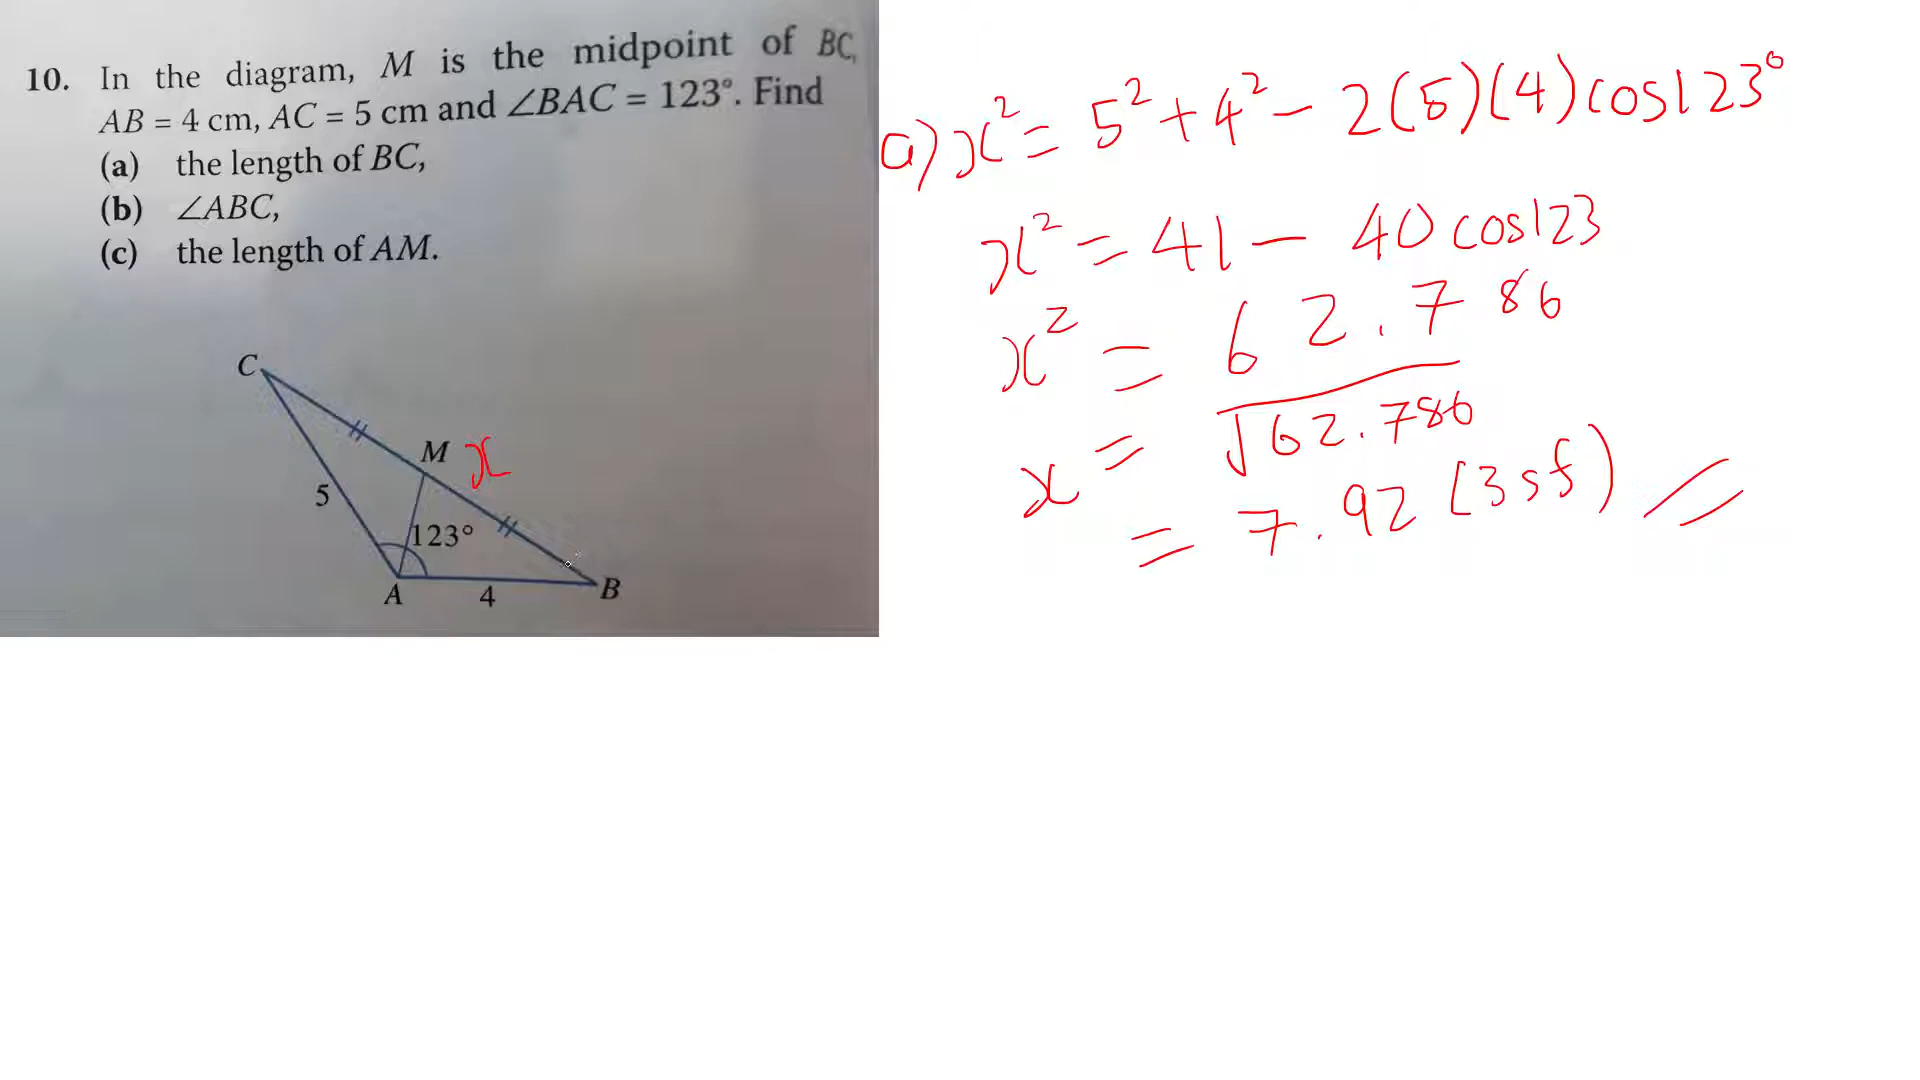 10. In the diagram, M is the midpoint of BC,
AB = 4 cm, AC = 5 cm and ∠BAC = 123°. Find
(a) the length of BC,
(b) ∠ABC,
(c) the length of AM.
C
M x
5
123°
A 4 B
a) x² = 5² + 4² - 2(5)(4)cos123°
x² = 41 - 40cos123
x² = 62.786
x = √62.786
= 7.92 (3sf)